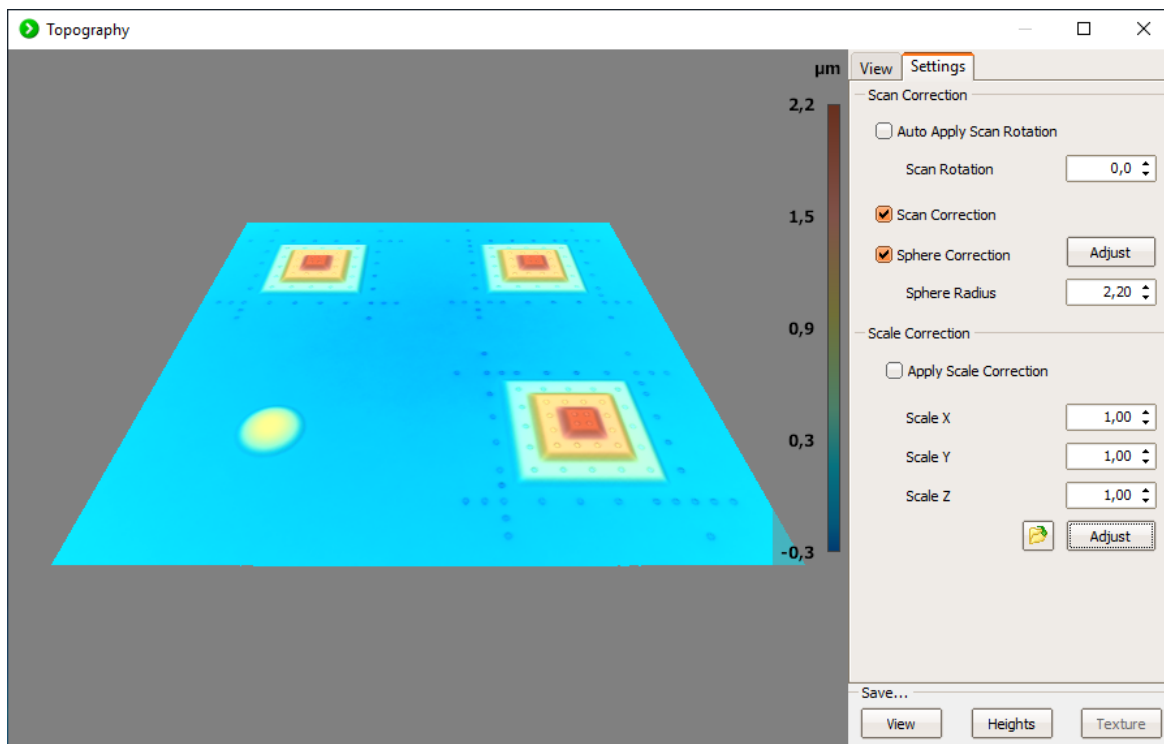 Topography
µm
2,2
1,5
0,9
0,3
-0,3
View Settings
Scan Correction
Auto Apply Scan Rotation
Scan Rotation 0,0
Scan Correction
Sphere Correction Adjust
Sphere Radius 2,20
Scale Correction
Apply Scale Correction
Scale X 1,00
Scale Y 1,00
Scale Z 1,00
Adjust
Save...
View Heights Texture